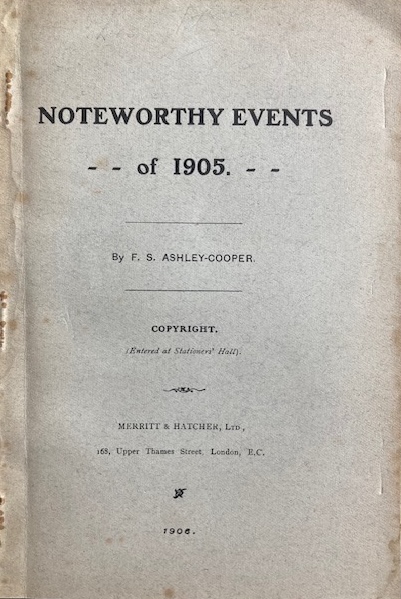 NOTEWORTHY EVENTS
- - of 1905. - -
By F. S. ASHLEY-COOPER.
COPYRIGHT.
(Entered at Stationers' Hall).
MERRITT & HATCHER, LTD,
168, Upper Thames Street, London, E.C.
1906.